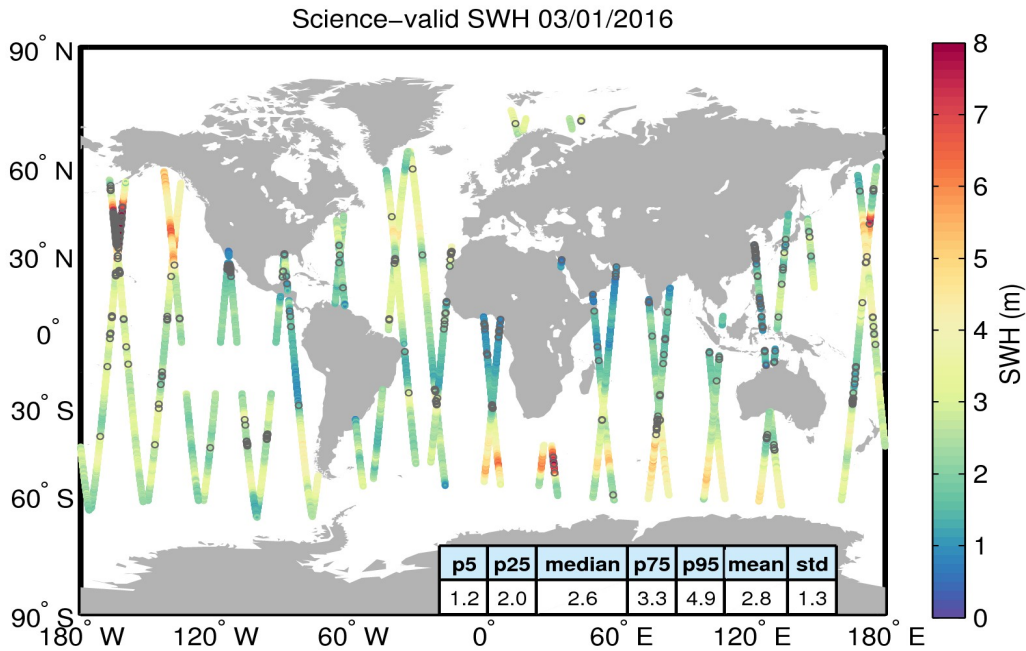 Science−valid SWH 03/01/2016
90° N
60° N
30° N
0°
30° S
60° S
90° S
180° W
120° W
60° W
0°
60° E
120° E
180° E
p5 p25 median p75 p95 mean std
1.2 2.0 2.6 3.3 4.9 2.8 1.3
8
7
6
5
4
3
2
1
0
SWH (m)